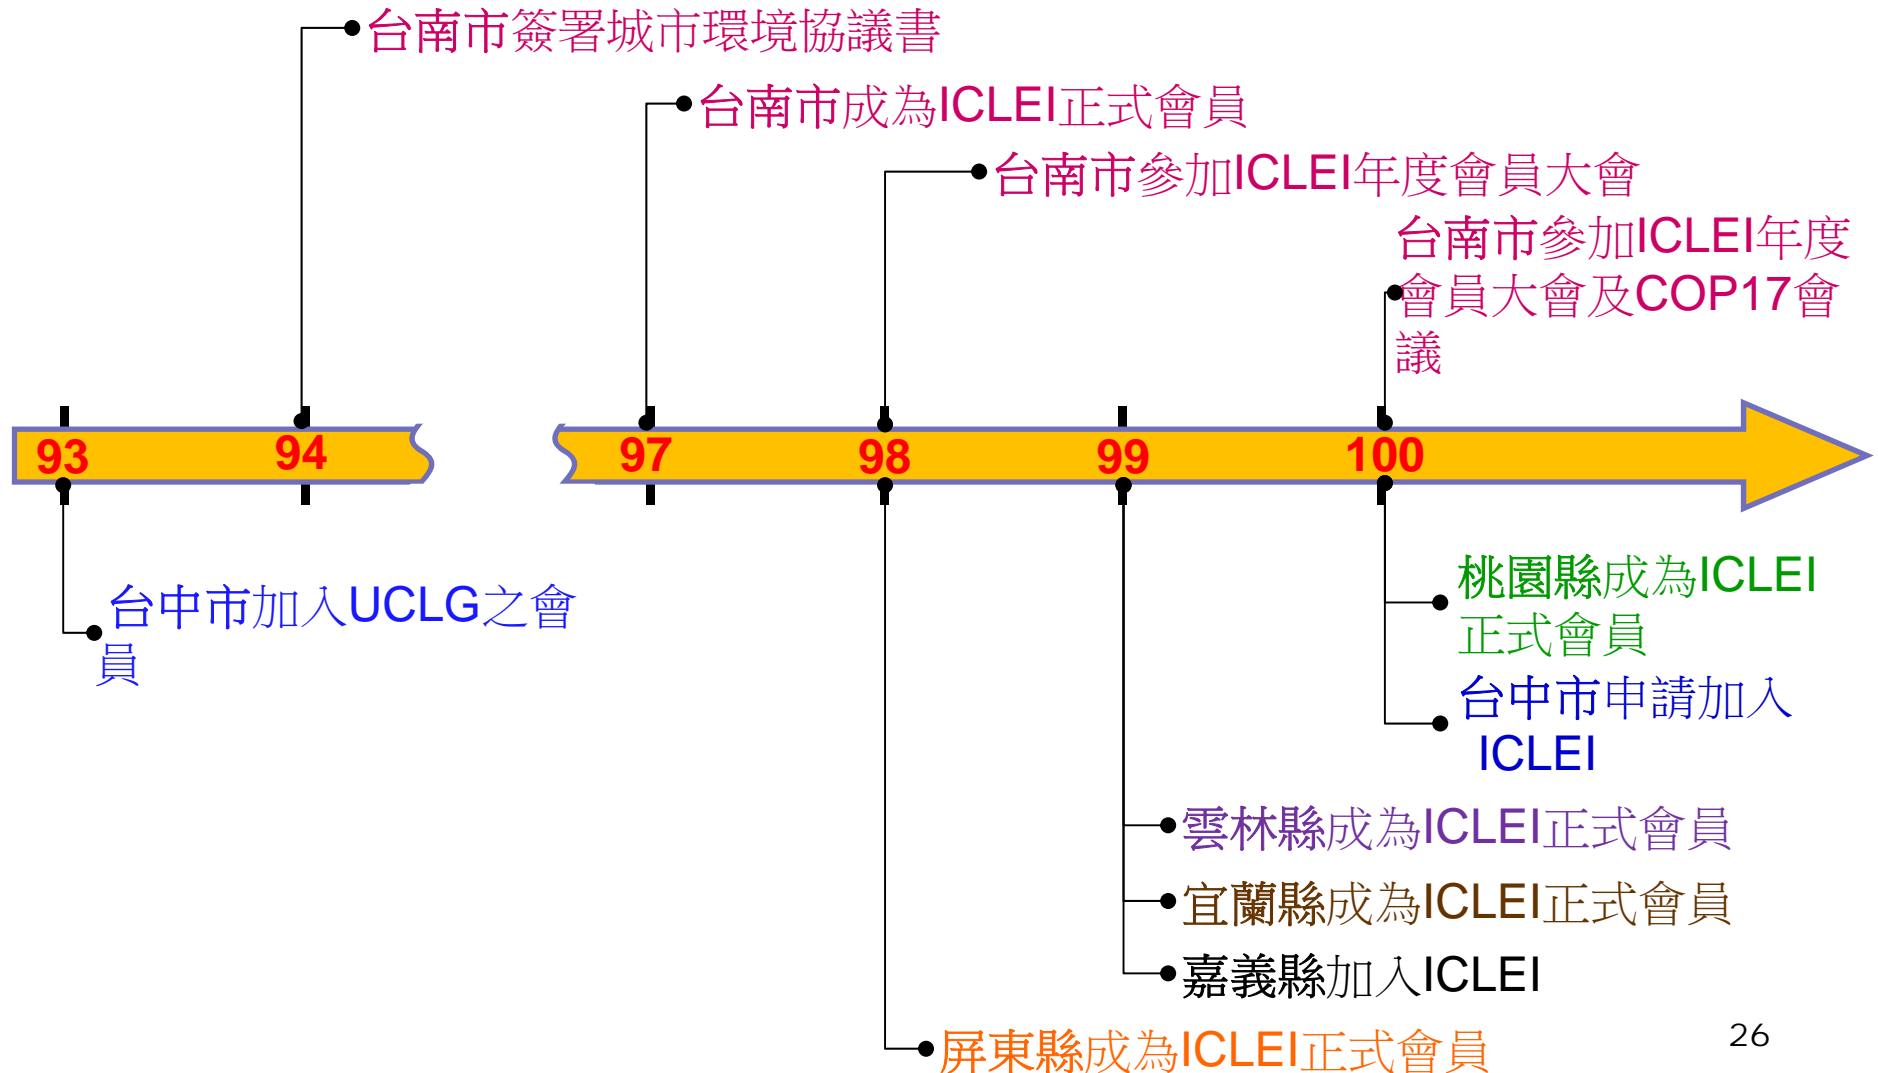 台南市簽署城市環境協議書
台南市成為ICLEI正式會員
台南市參加ICLEI年度會員大會
台南市參加ICLEI年度
會員大會及COP17會
議
93
94
97
98
99
100
台中市加入UCLG之會
員
桃園縣成為ICLEI
正式會員
台中市申請加入
ICLEI
雲林縣成為ICLEI正式會員
宜蘭縣成為ICLEI正式會員
嘉義縣加入ICLEI
屏東縣成為ICLEI正式會員
26